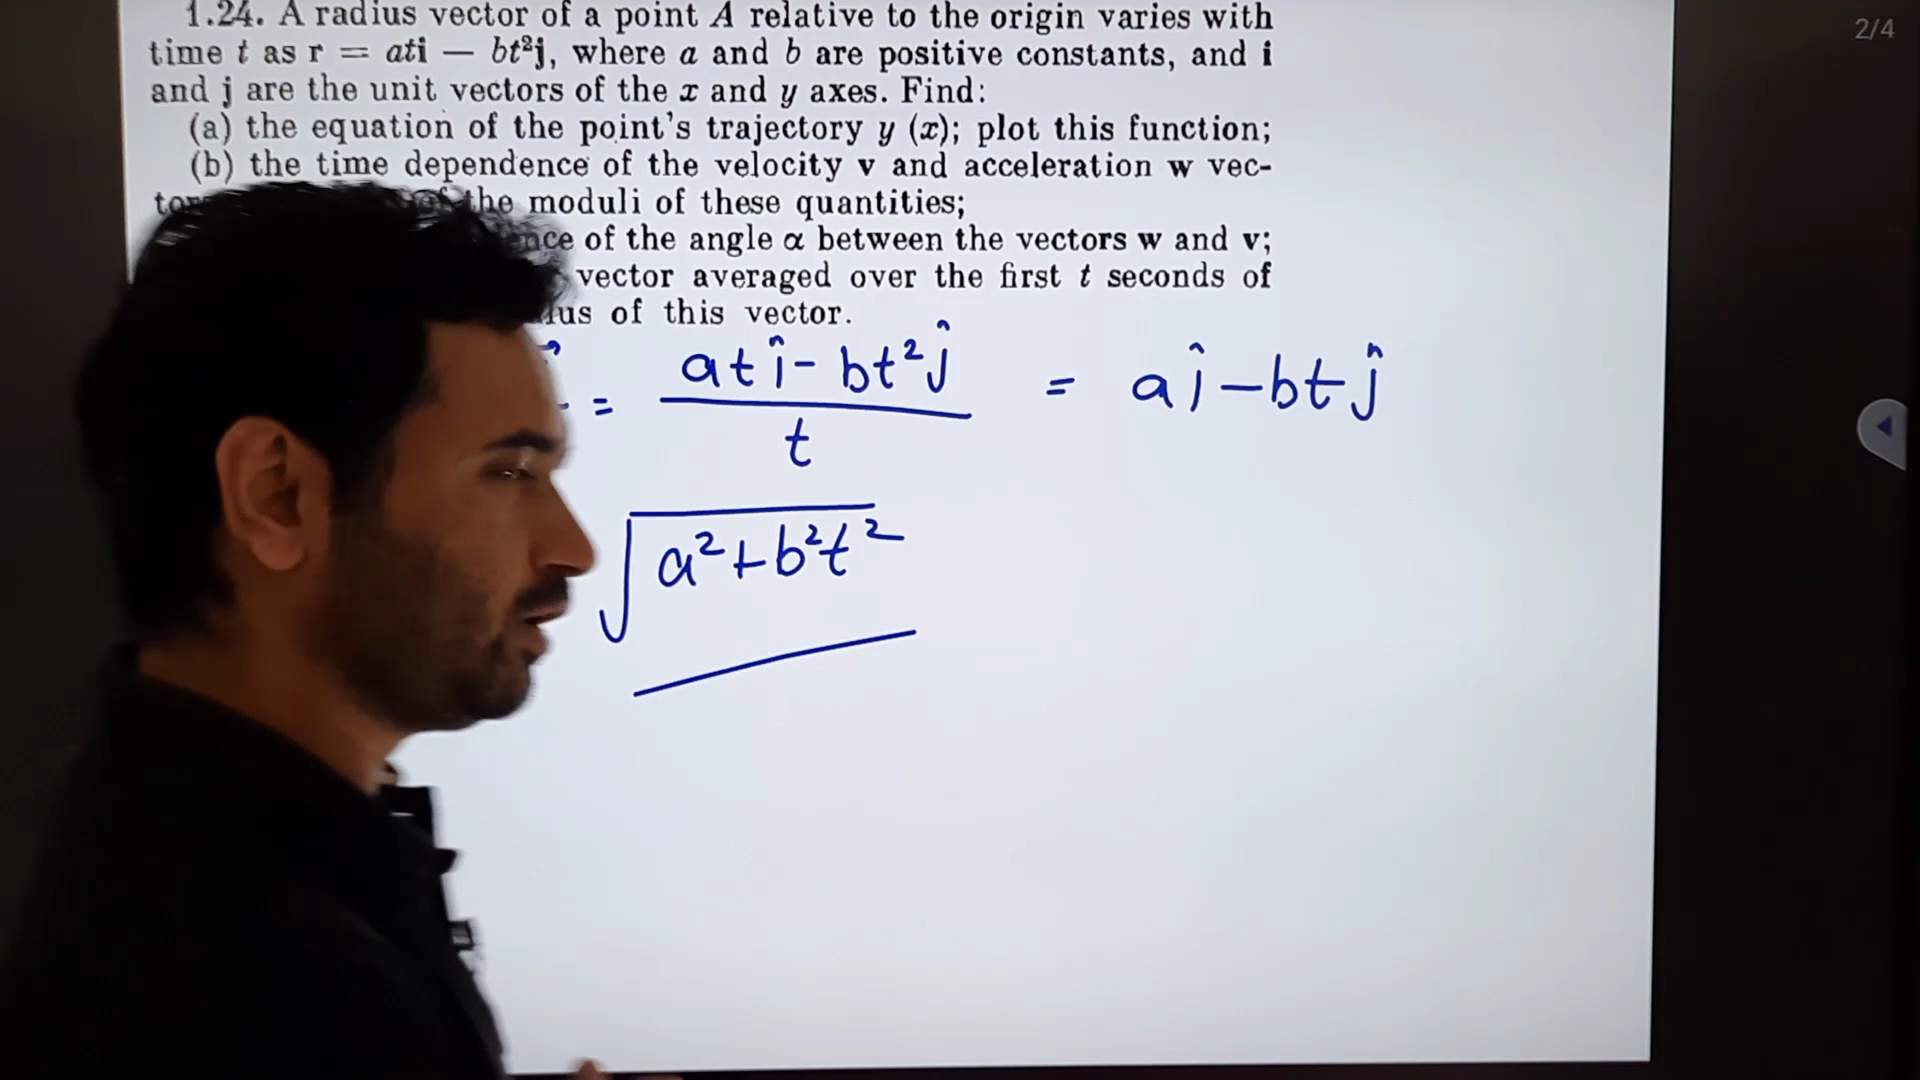 2/4
1.24. A radius vector of a point A relative to the origin varies with
time t as r = ati — bt²j, where a and b are positive constants, and i
and j are the unit vectors of the x and y axes. Find:
(a) the equation of the point's trajectory y (x); plot this function;
(b) the time dependence of the velocity v and acceleration w vec-
the moduli of these quantities;
of the angle α between the vectors w and v;
vector averaged over the first t seconds of
of this vector.
= (at î - bt² ĵ) / t = a î - bt ĵ
√(a² + b²t²)